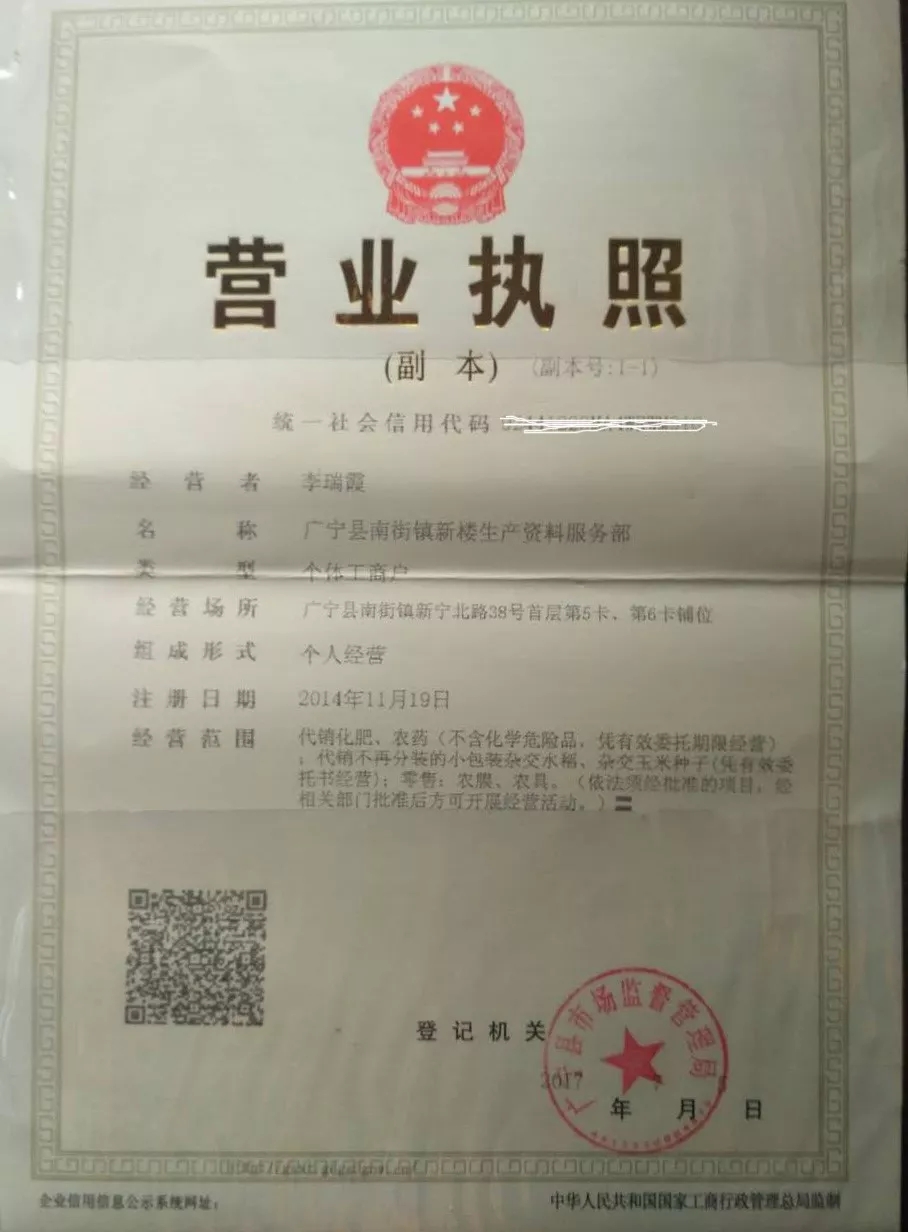 营业执照
(副 本) (副本号:1-1)
统一社会信用代码
经营者 李瑞霞
名称 广宁县南街镇新楼生产资料服务部
类型 个体工商户
经营场所 广宁县南街镇新宁北路38号首层第5卡、第6卡铺位
组成形式 个人经营
注册日期 2014年11月19日
经营范围 代销化肥、农药（不含化学危险品，凭有效委托期限经营）
；代销不再分装的小包装杂交水稻、杂交玉米种子(凭有效委
托书经营)；零售：农膜、农具。（依法须经批准的项目，经
相关部门批准后方可开展经营活动。）
县市场监督管理局
登记机关
2017
年 月 日
企业信用信息公示系统网址：
中华人民共和国国家工商行政管理总局监制